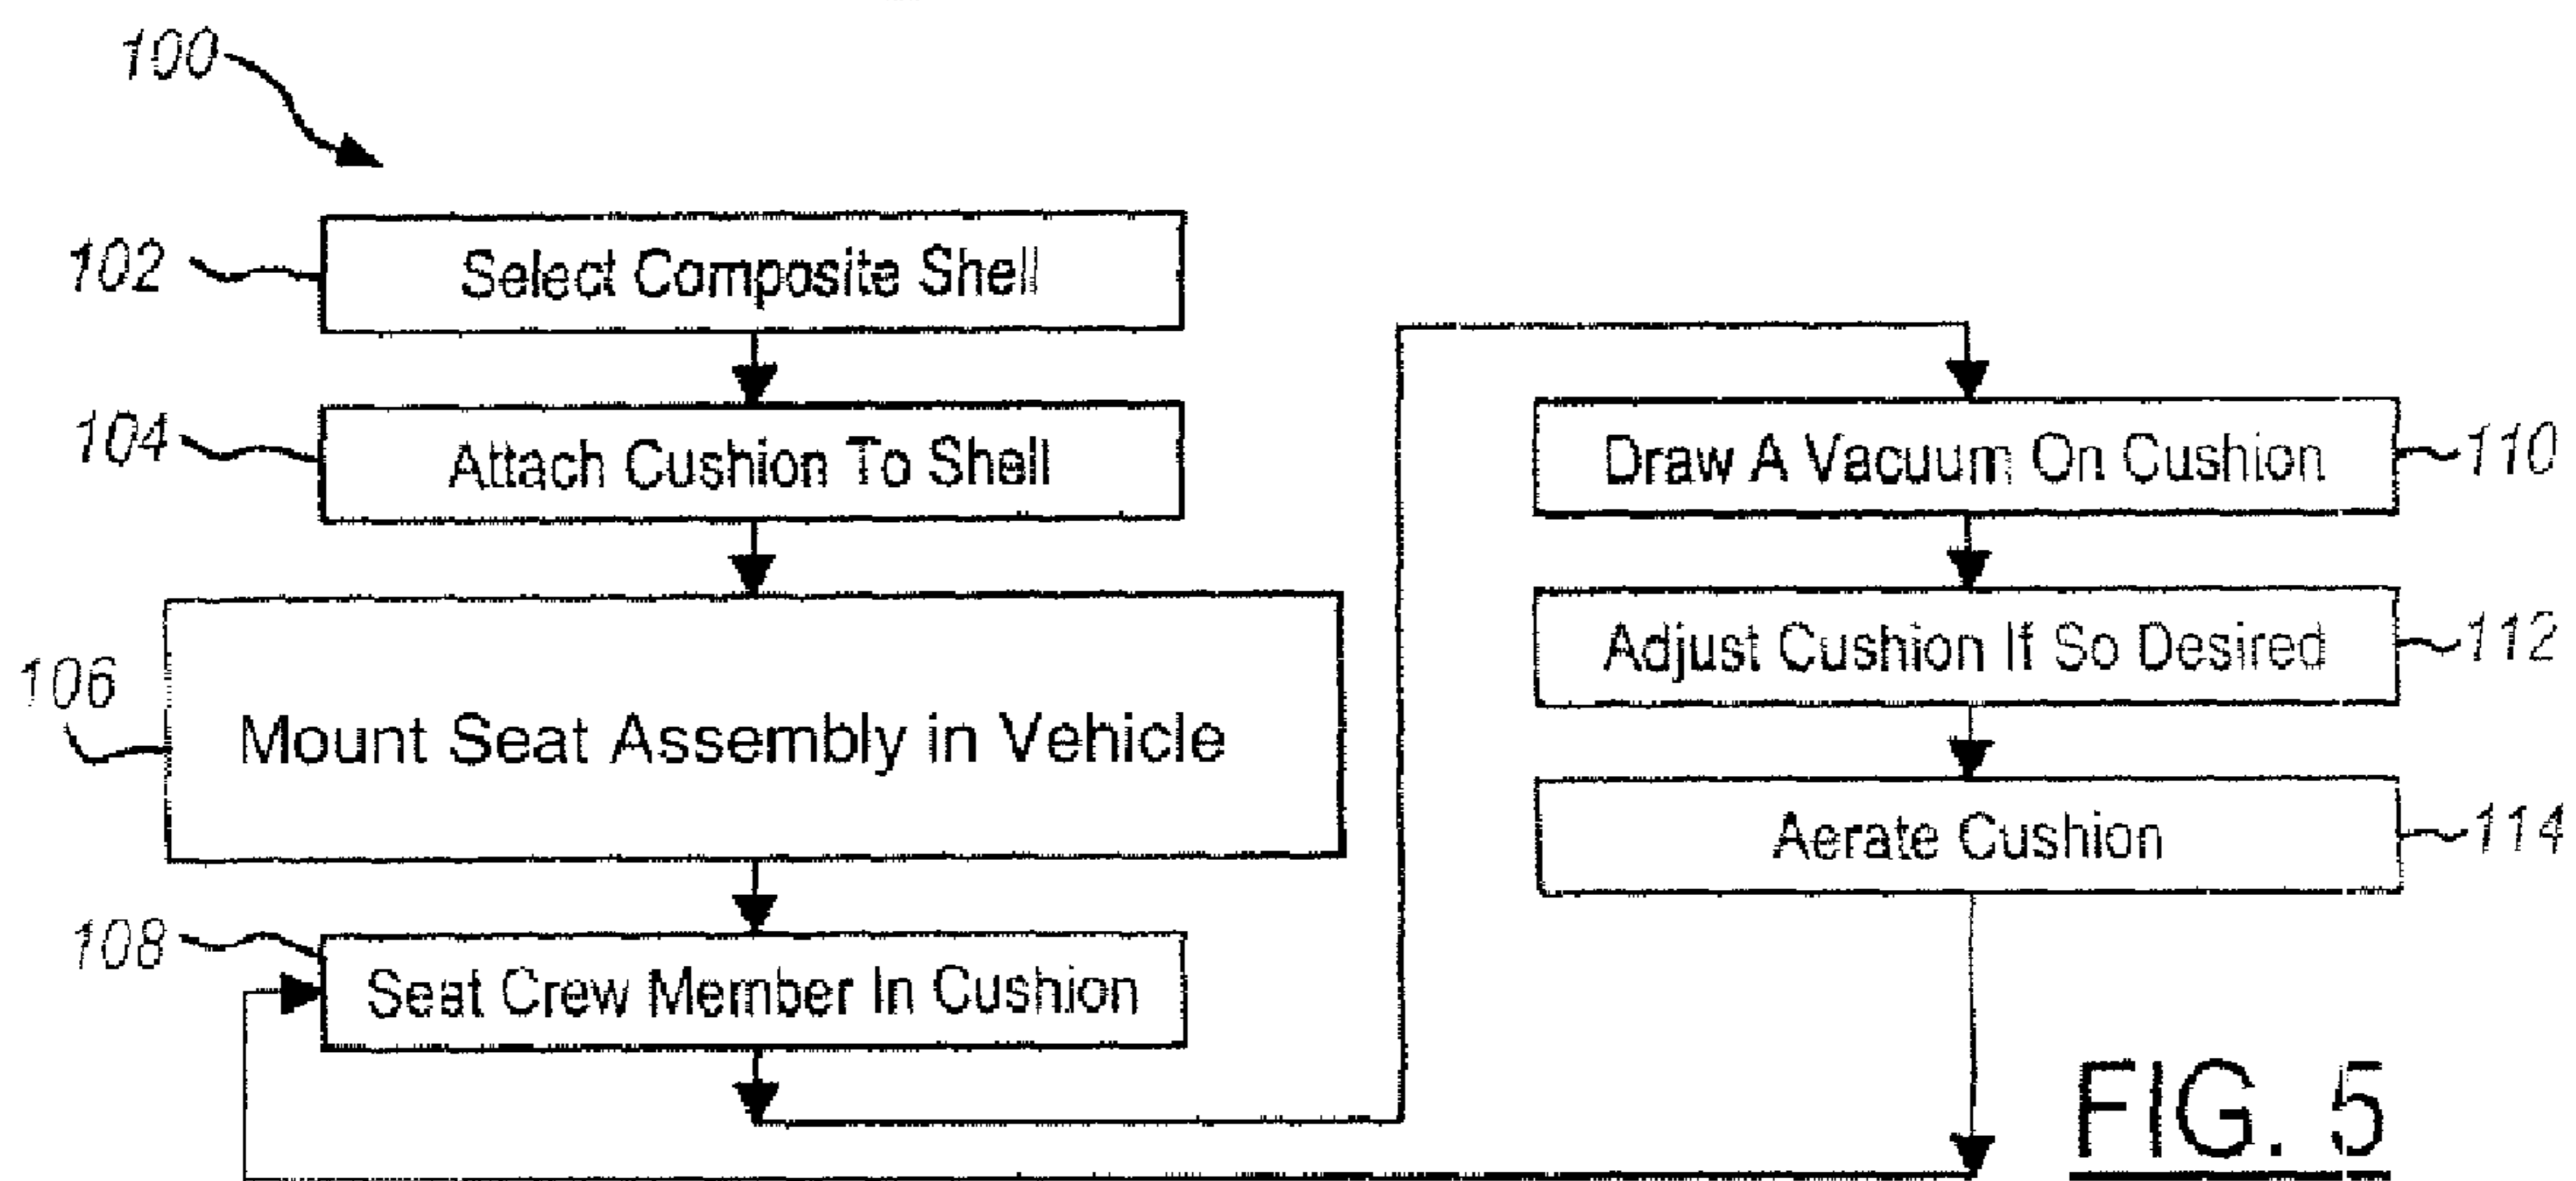 100
102
Select Composite Shell
104
Attach Cushion To Shell
106
Mount Seat Assembly in Vehicle
108
Seat Crew Member In Cushion
Draw A Vacuum On Cushion
110
Adjust Cushion If So Desired
112
Aerate Cushion
114
FIG. 5